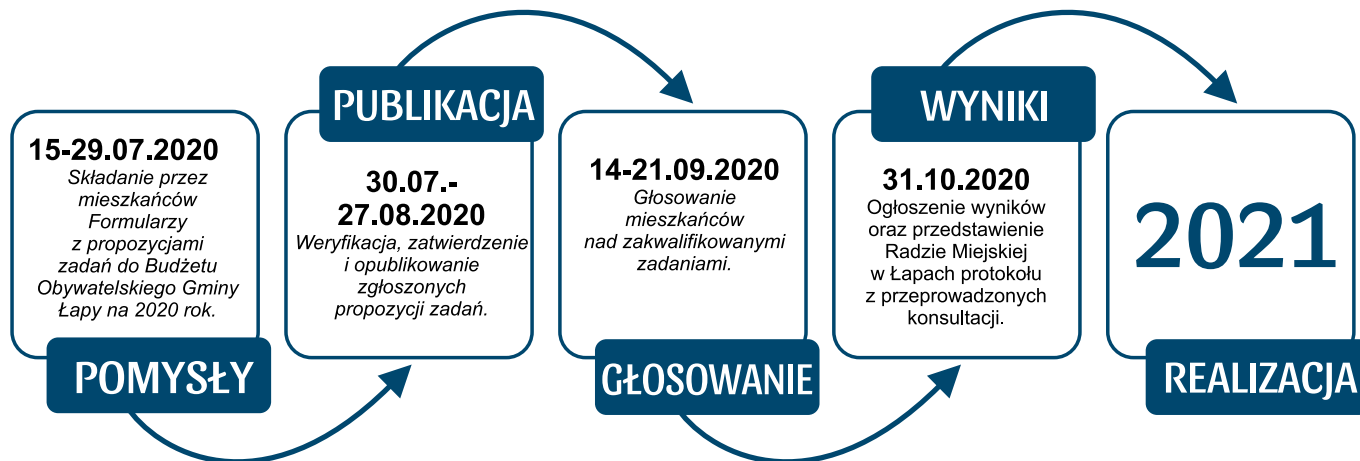 15-29.07.2020
Składanie przez
mieszkańców
Formularzy
z propozycjami
zadań do Budżetu
Obywatelskiego Gminy
Łapy na 2020 rok.
POMYSŁY
PUBLIKACJA
30.07.-
27.08.2020
Weryfikacja, zatwierdzenie
i opublikowanie
zgłoszonych
propozycji zadań.
14-21.09.2020
Głosowanie
mieszkańców
nad zakwalifikowanymi
zadaniami.
GŁOSOWANIE
WYNIKI
31.10.2020
Ogłoszenie wyników
oraz przedstawienie
Radzie Miejskiej
w Łapach protokołu
z przeprowadzonych
konsultacji.
2021
REALIZACJA